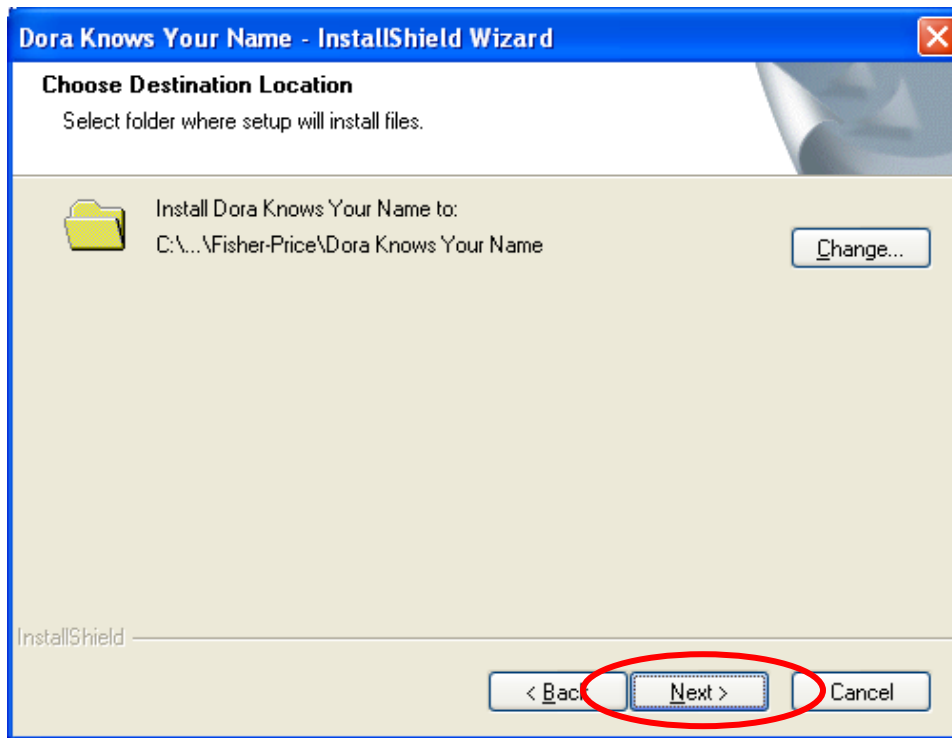 Dora Knows Your Name - InstallShield Wizard
Choose Destination Location
Select folder where setup will install files.
Install Dora Knows Your Name to:
C:\...\Fisher-Price\Dora Knows Your Name
Change...
InstallShield
< Back Next > Cancel